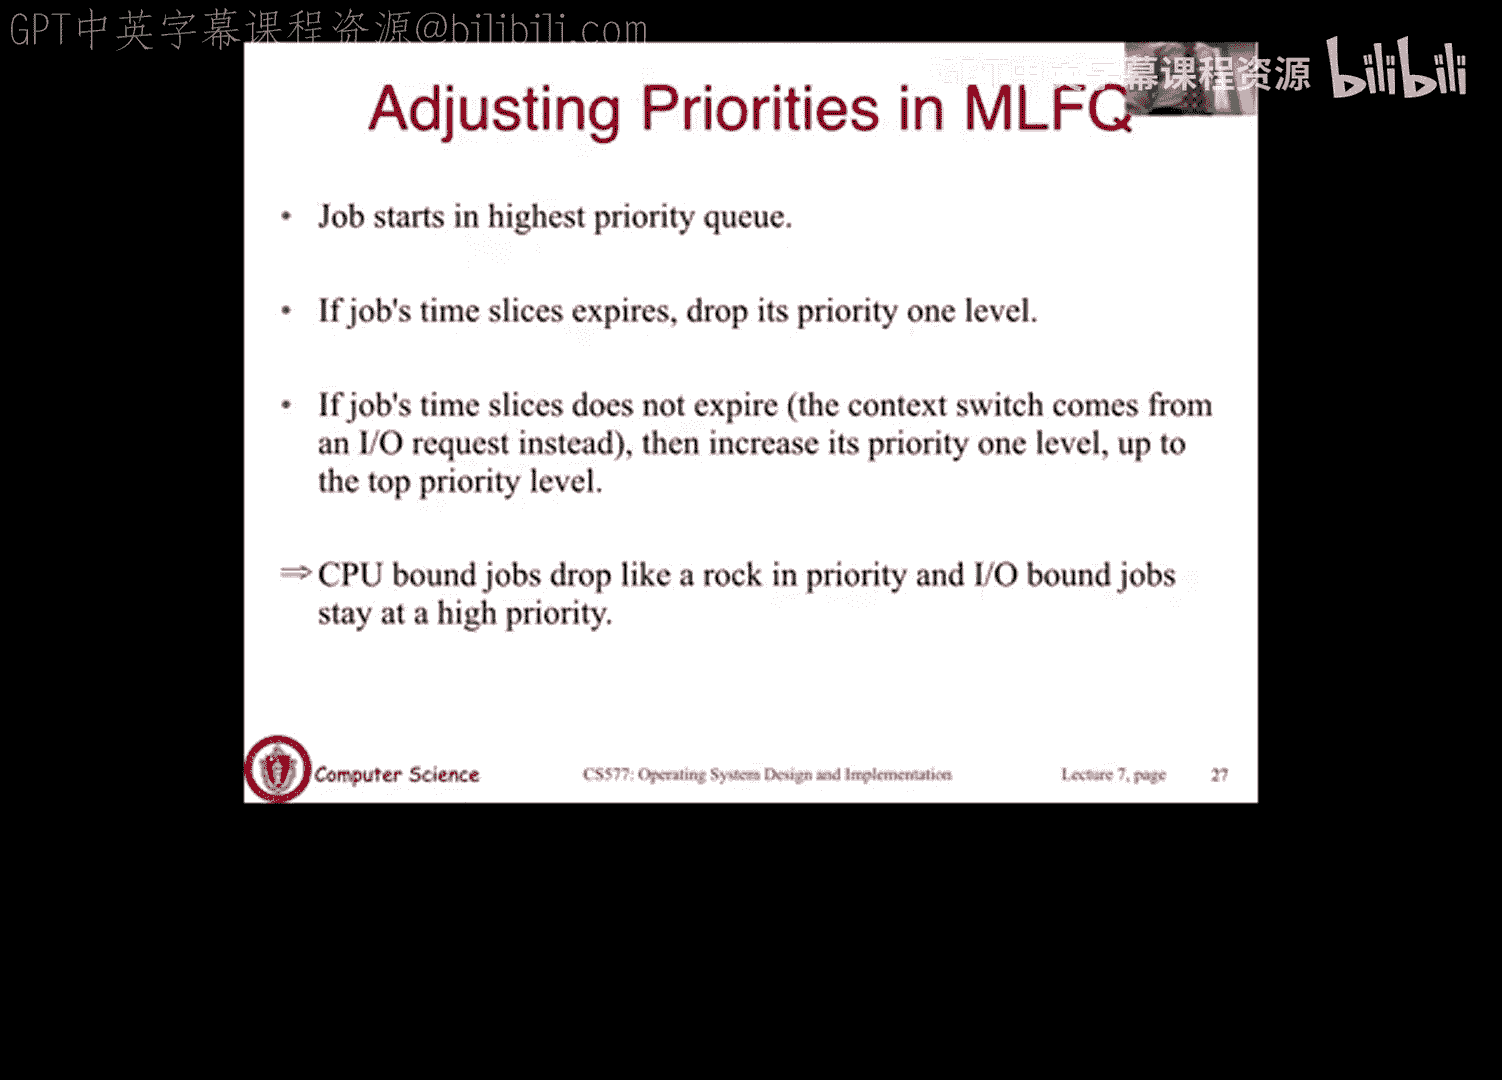 GPT中英字幕课程资源@bilibili.com
幕课程资源 bilibili
Adjusting Priorities in MLFQ
• Job starts in highest priority queue.
• If job's time slices expires, drop its priority one level.
• If job's time slices does not expire (the context switch comes from
an I/O request instead), then increase its priority one level, up to
the top priority level.
⇒ CPU bound jobs drop like a rock in priority and I/O bound jobs
stay at a high priority.
Computer Science CS577: Operating System Design and Implementation Lecture 7, page 27